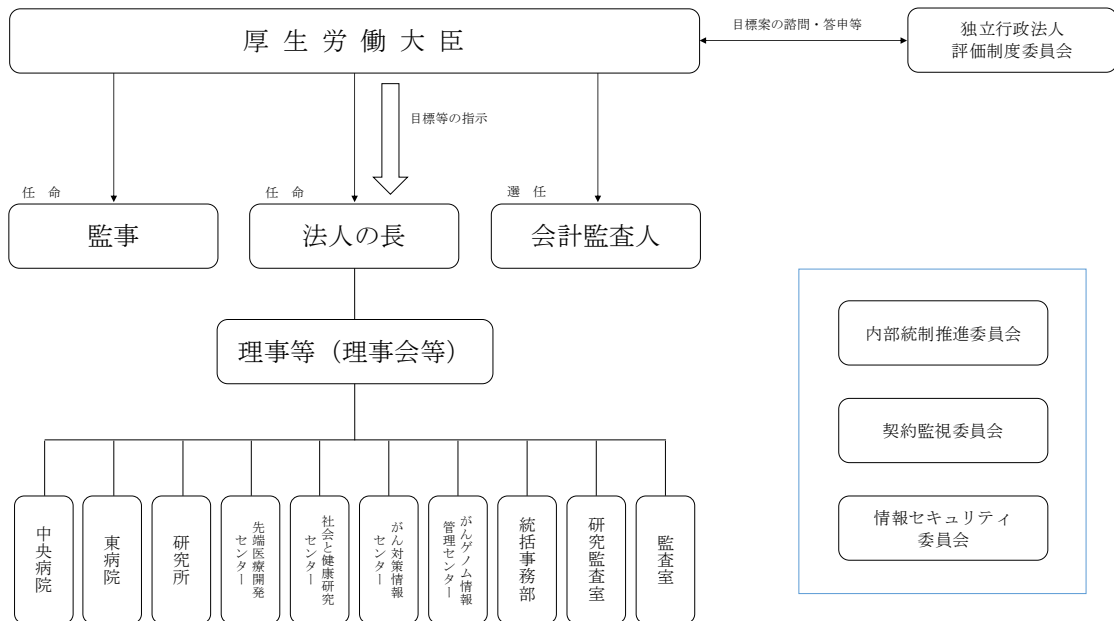 厚生労働大臣
目標案の諮問・答申等
独立行政法人
評価制度委員会
目標等の指示
任 命
任 命
選 任
監事
法人の長
会計監査人
理事等（理事会等）
内部統制推進委員会
契約監視委員会
情報セキュリティ
委員会
中央病院
東病院
研究所
先端医療開発
センター
社会と健康研究
センター
がん対策情報
センター
がんゲノム情報
管理センター
統括事務部
研究監査室
監査室